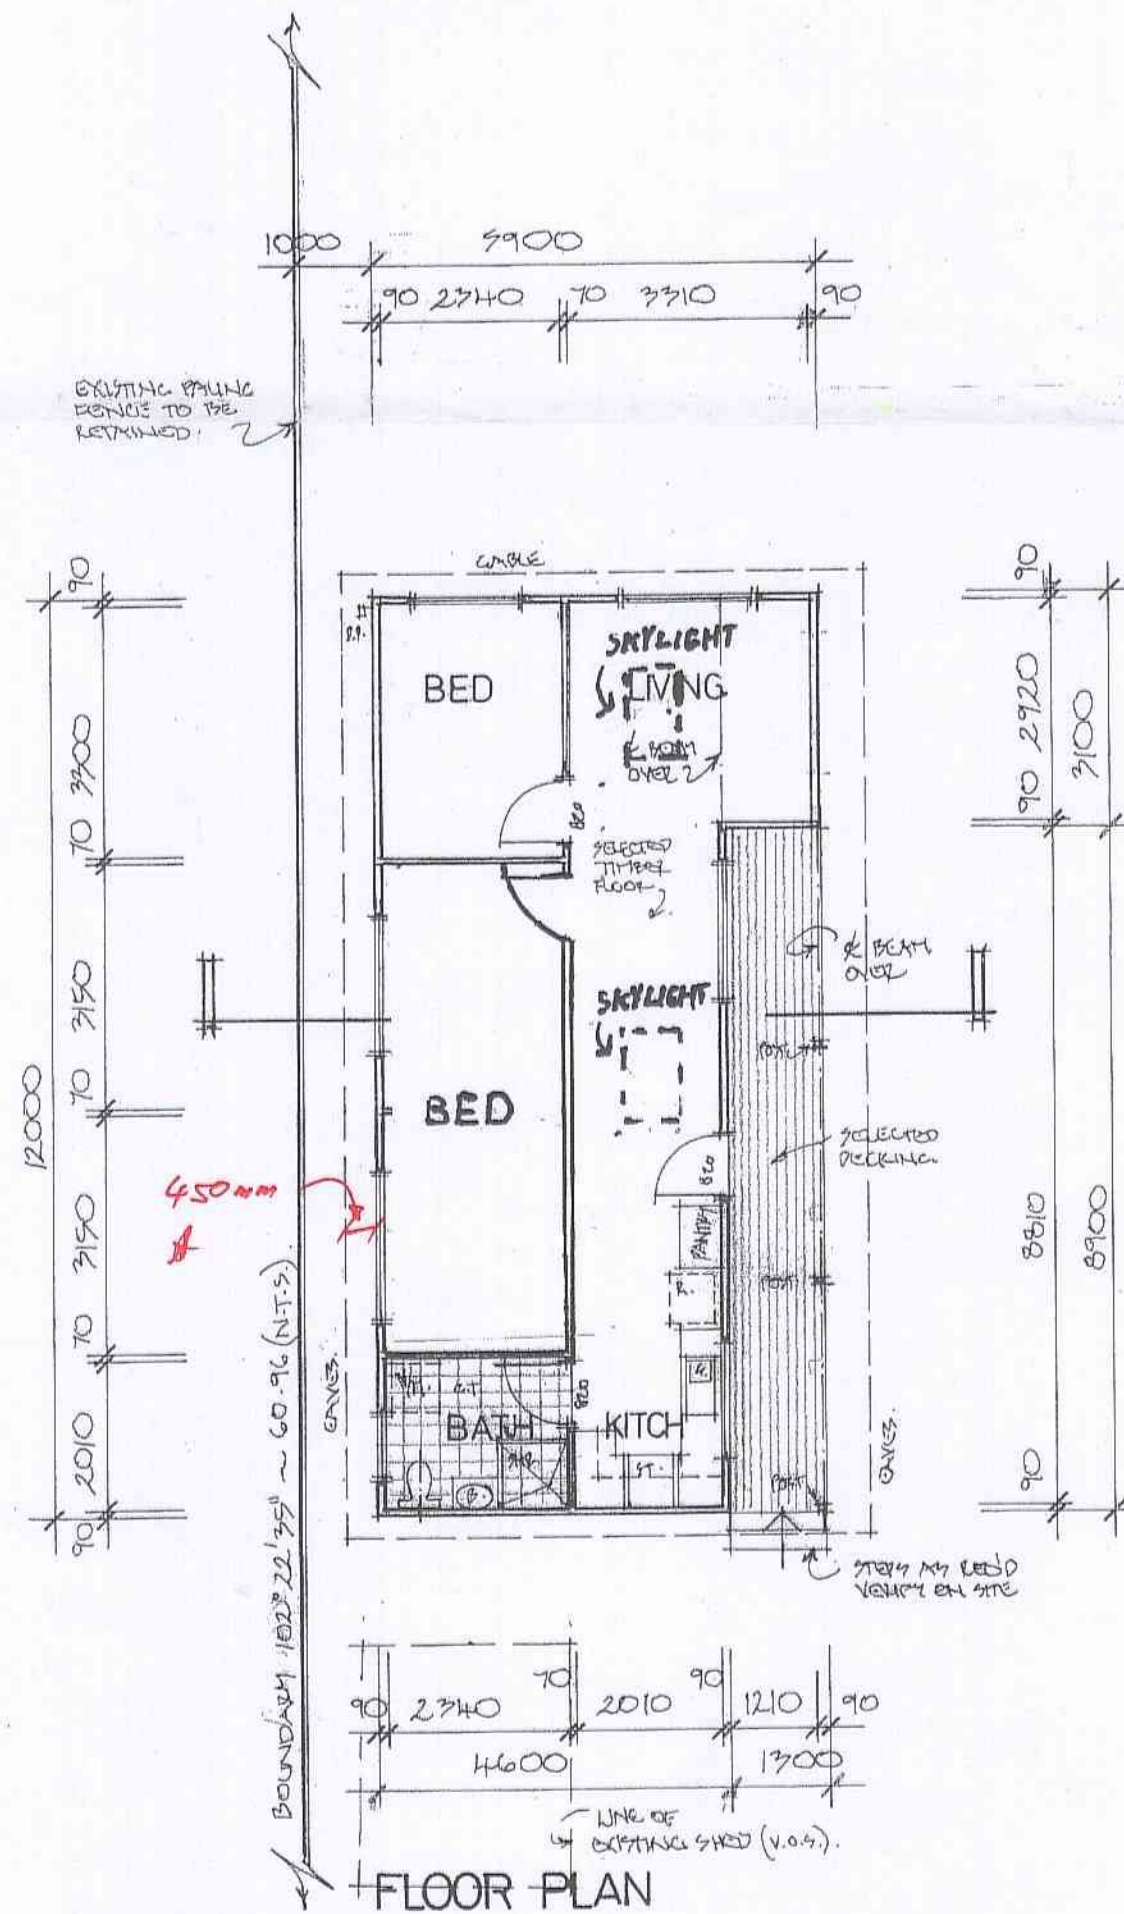 1000 5900
90 2340 70 3310 90
EXISTING PALING
FENCE TO BE
RETAINED.
GABLE
90
3300
70
3150
70
3150
70
2010
90
12000
BED
SKYLIGHT
LIVING
BEAM
OVER
820
SELECTED
TIMBER
FLOOR
SKYLIGHT
BED
BEAM
OVER
POST
SELECTED
DECKING.
820
PANTRY
POST
450mm
EAVES.
BATH
820
KITCH
B.
ST.
POST
EAVES.
STEPS AS REQ'D
VERIFY ON SITE
90
2920
90
3100
8810
90
8900
BOUNDARY 102° 22' 35" ~ 60.96 (N.T.S.)
90 2340 70 2010 90 1210 90
4600 1300
LINE OF
EXISTING SHED (V.O.S.).
FLOOR PLAN